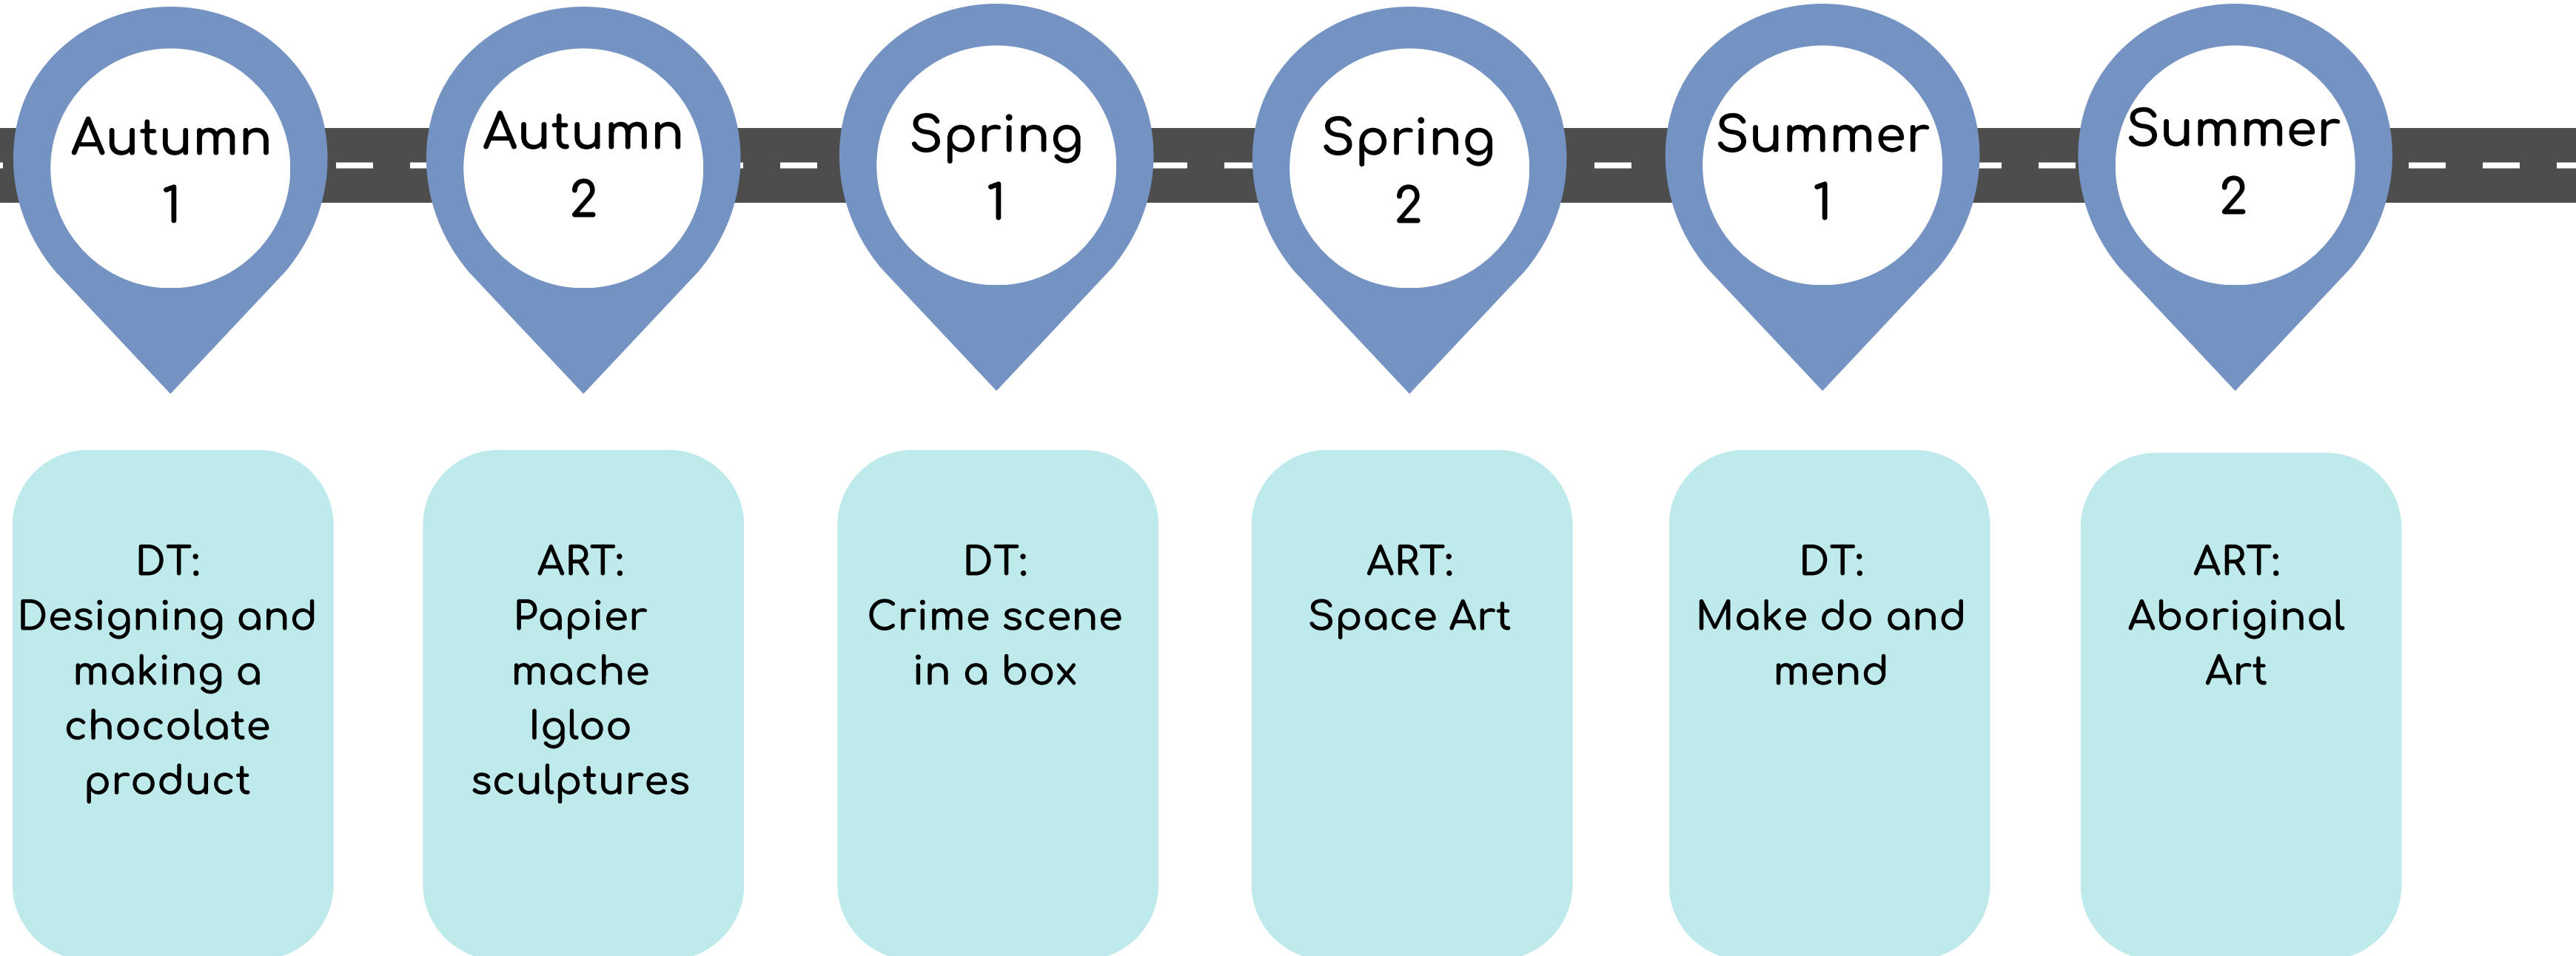 Autumn
1
Autumn
2
Spring
1
Spring
2
Summer
1
Summer
2
DT:
Designing and
making a
chocolate
product
ART:
Papier
mache
Igloo
sculptures
DT:
Crime scene
in a box
ART:
Space Art
DT:
Make do and
mend
ART:
Aboriginal
Art